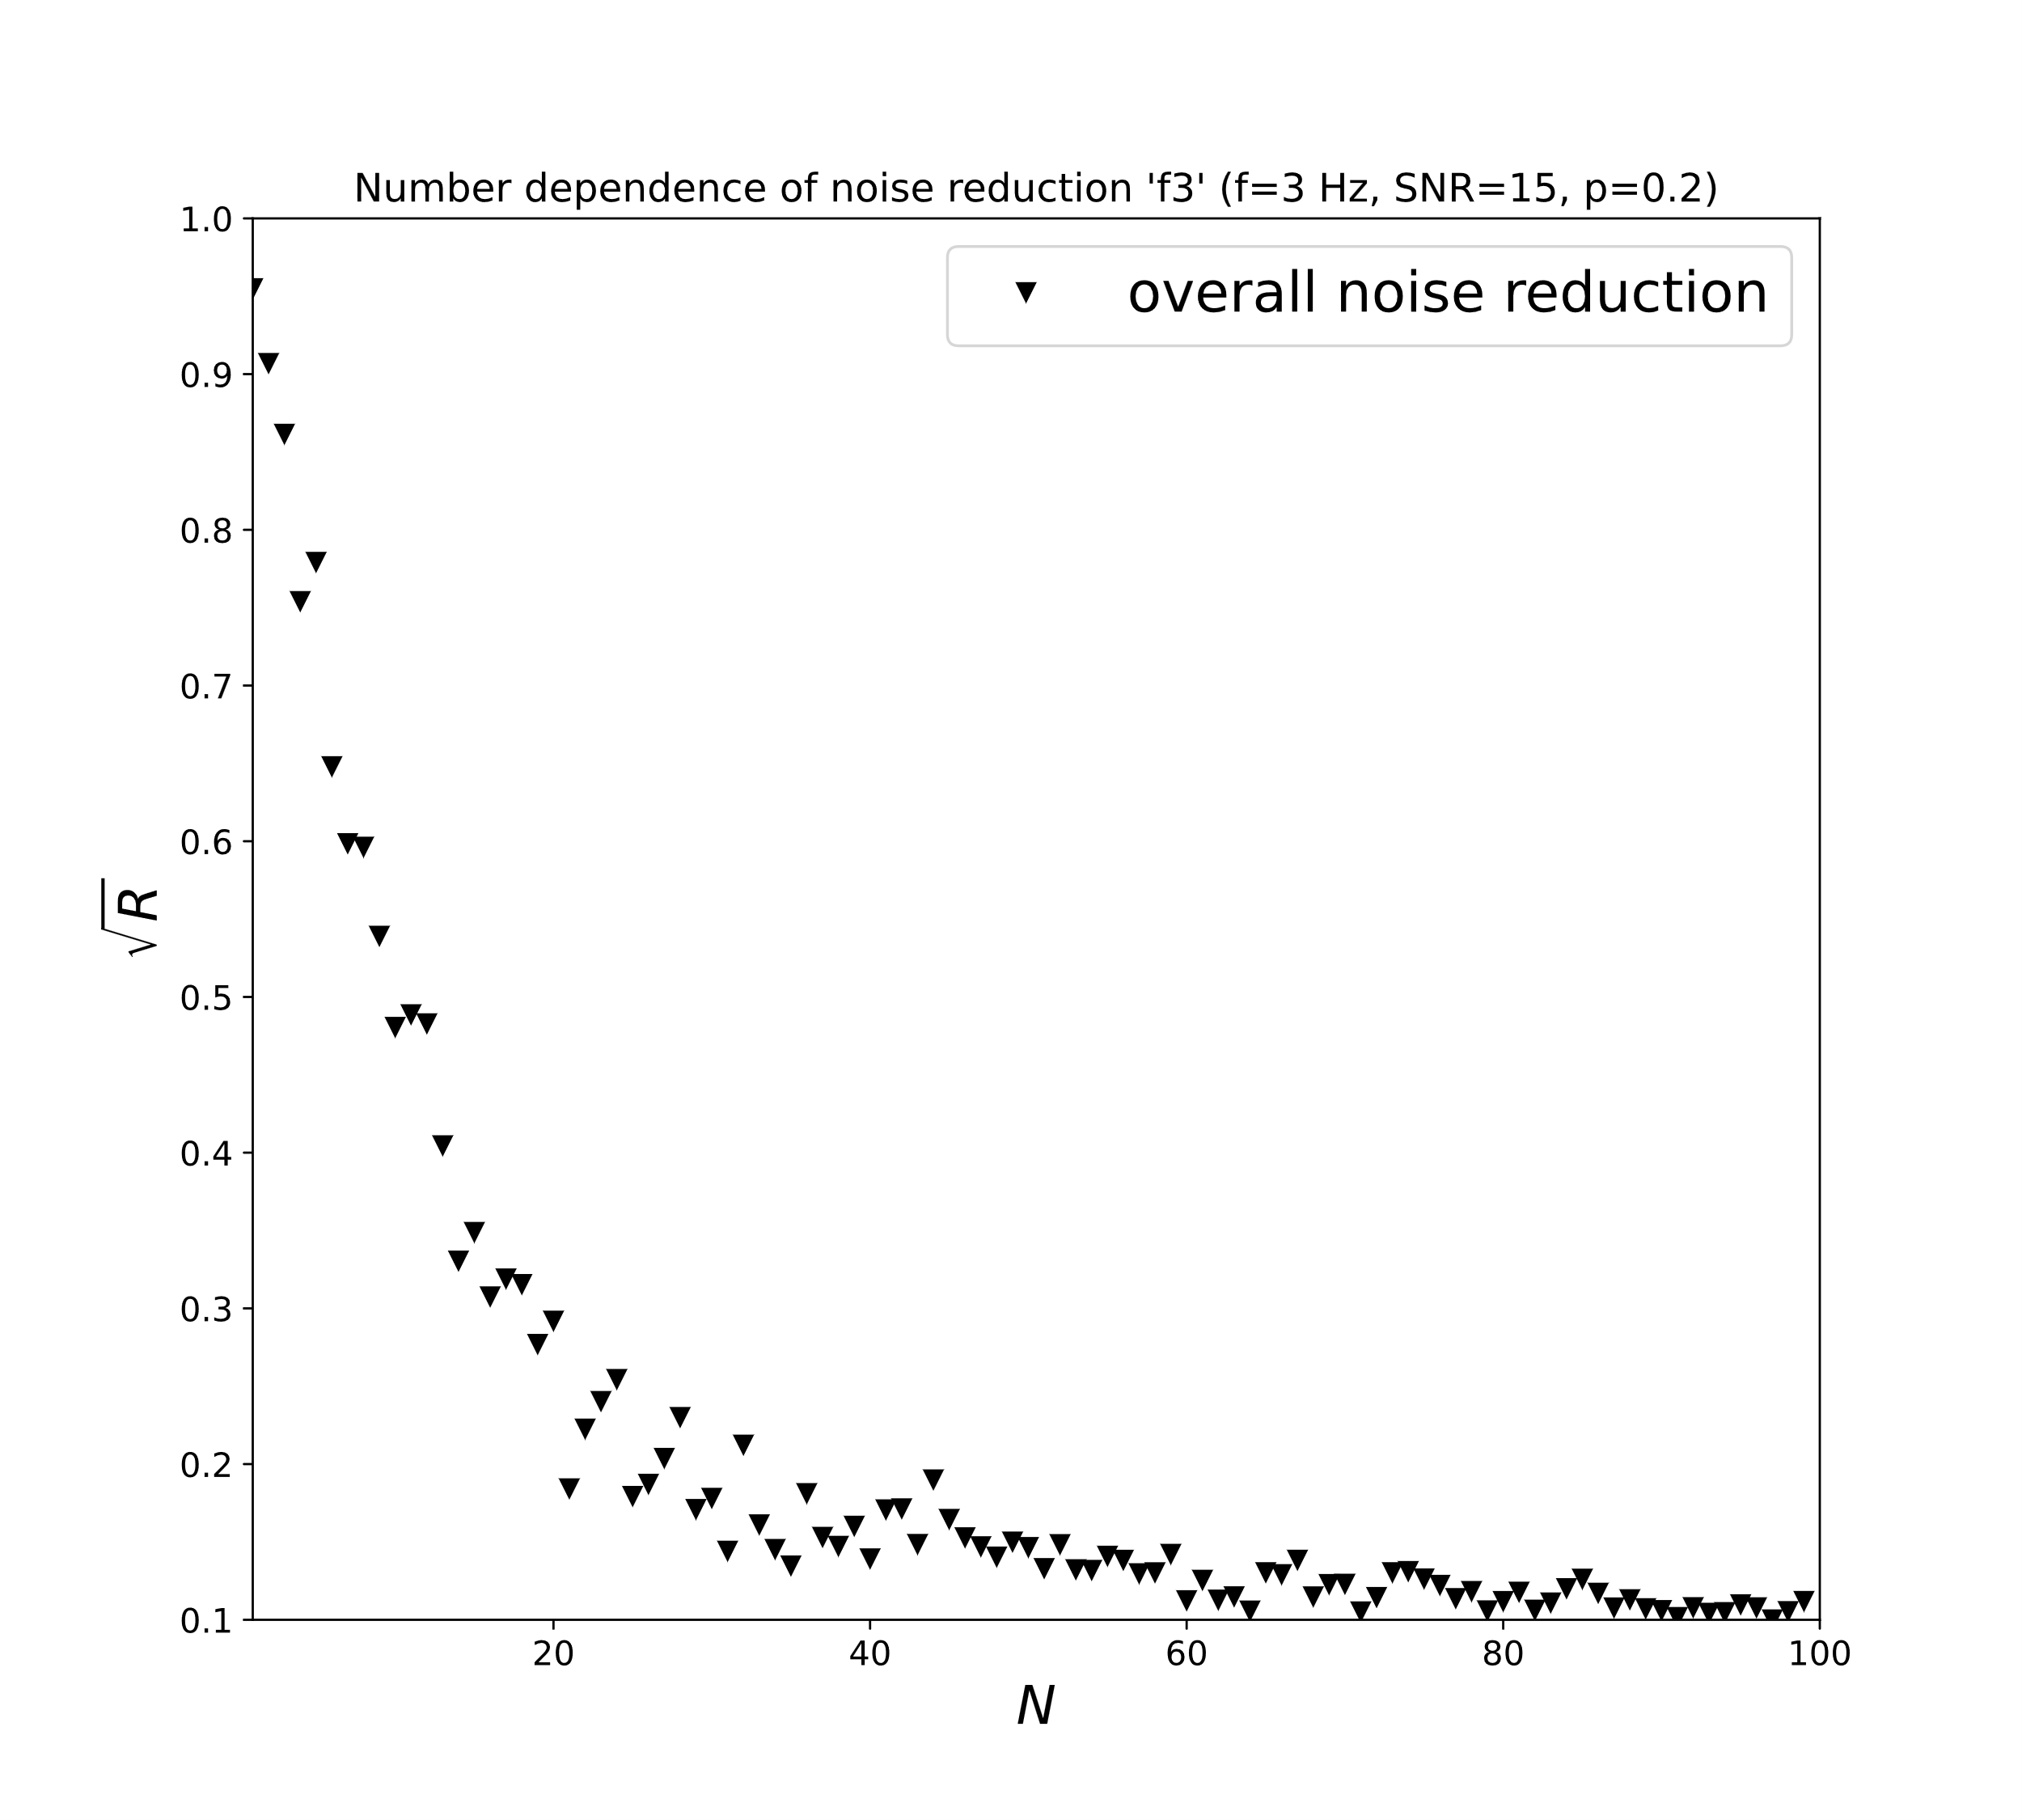 Number dependence of noise reduction 'f3' (f=3 Hz, SNR=15, p=0.2)
overall noise reduction
1.0
0.9
0.8
0.7
0.6
0.5
0.4
0.3
0.2
0.1
√R
20 40 60 80 100
N